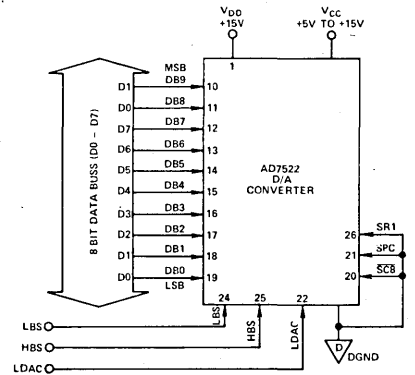 VDD
+15V
VCC
+5V TO +15V
MSB
1
D1 DB9 10
D0 DB8 11
D7 DB7 12
D6 DB6 13
D5 DB5 14
D4 DB4 15
D3 DB3 16
D2 DB2 17
D1 DB1 18
D0 DB0 19
LSB
8 BIT DATA BUSS (D0 – D7)
AD7522
D/A
CONVERTER
26 SR1
21 SPC
20 SC8
24 25 22
LBS HBS LDAC
LBS
HBS
LDAC
D
DGND